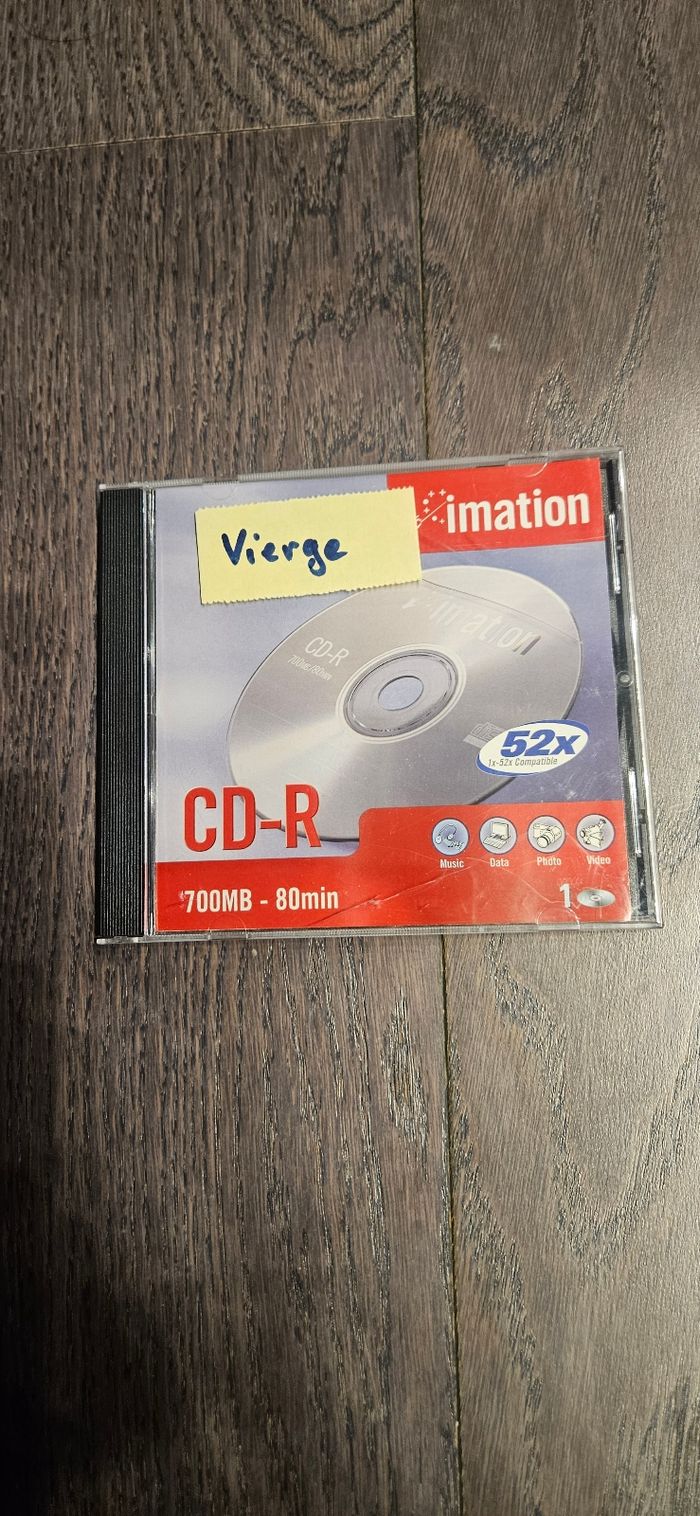 Vierge
imation
imation
CD-R
700MB/80min
52x
1x-52x Compatible
CD-R
Music Data Photo Video
700MB - 80min
1